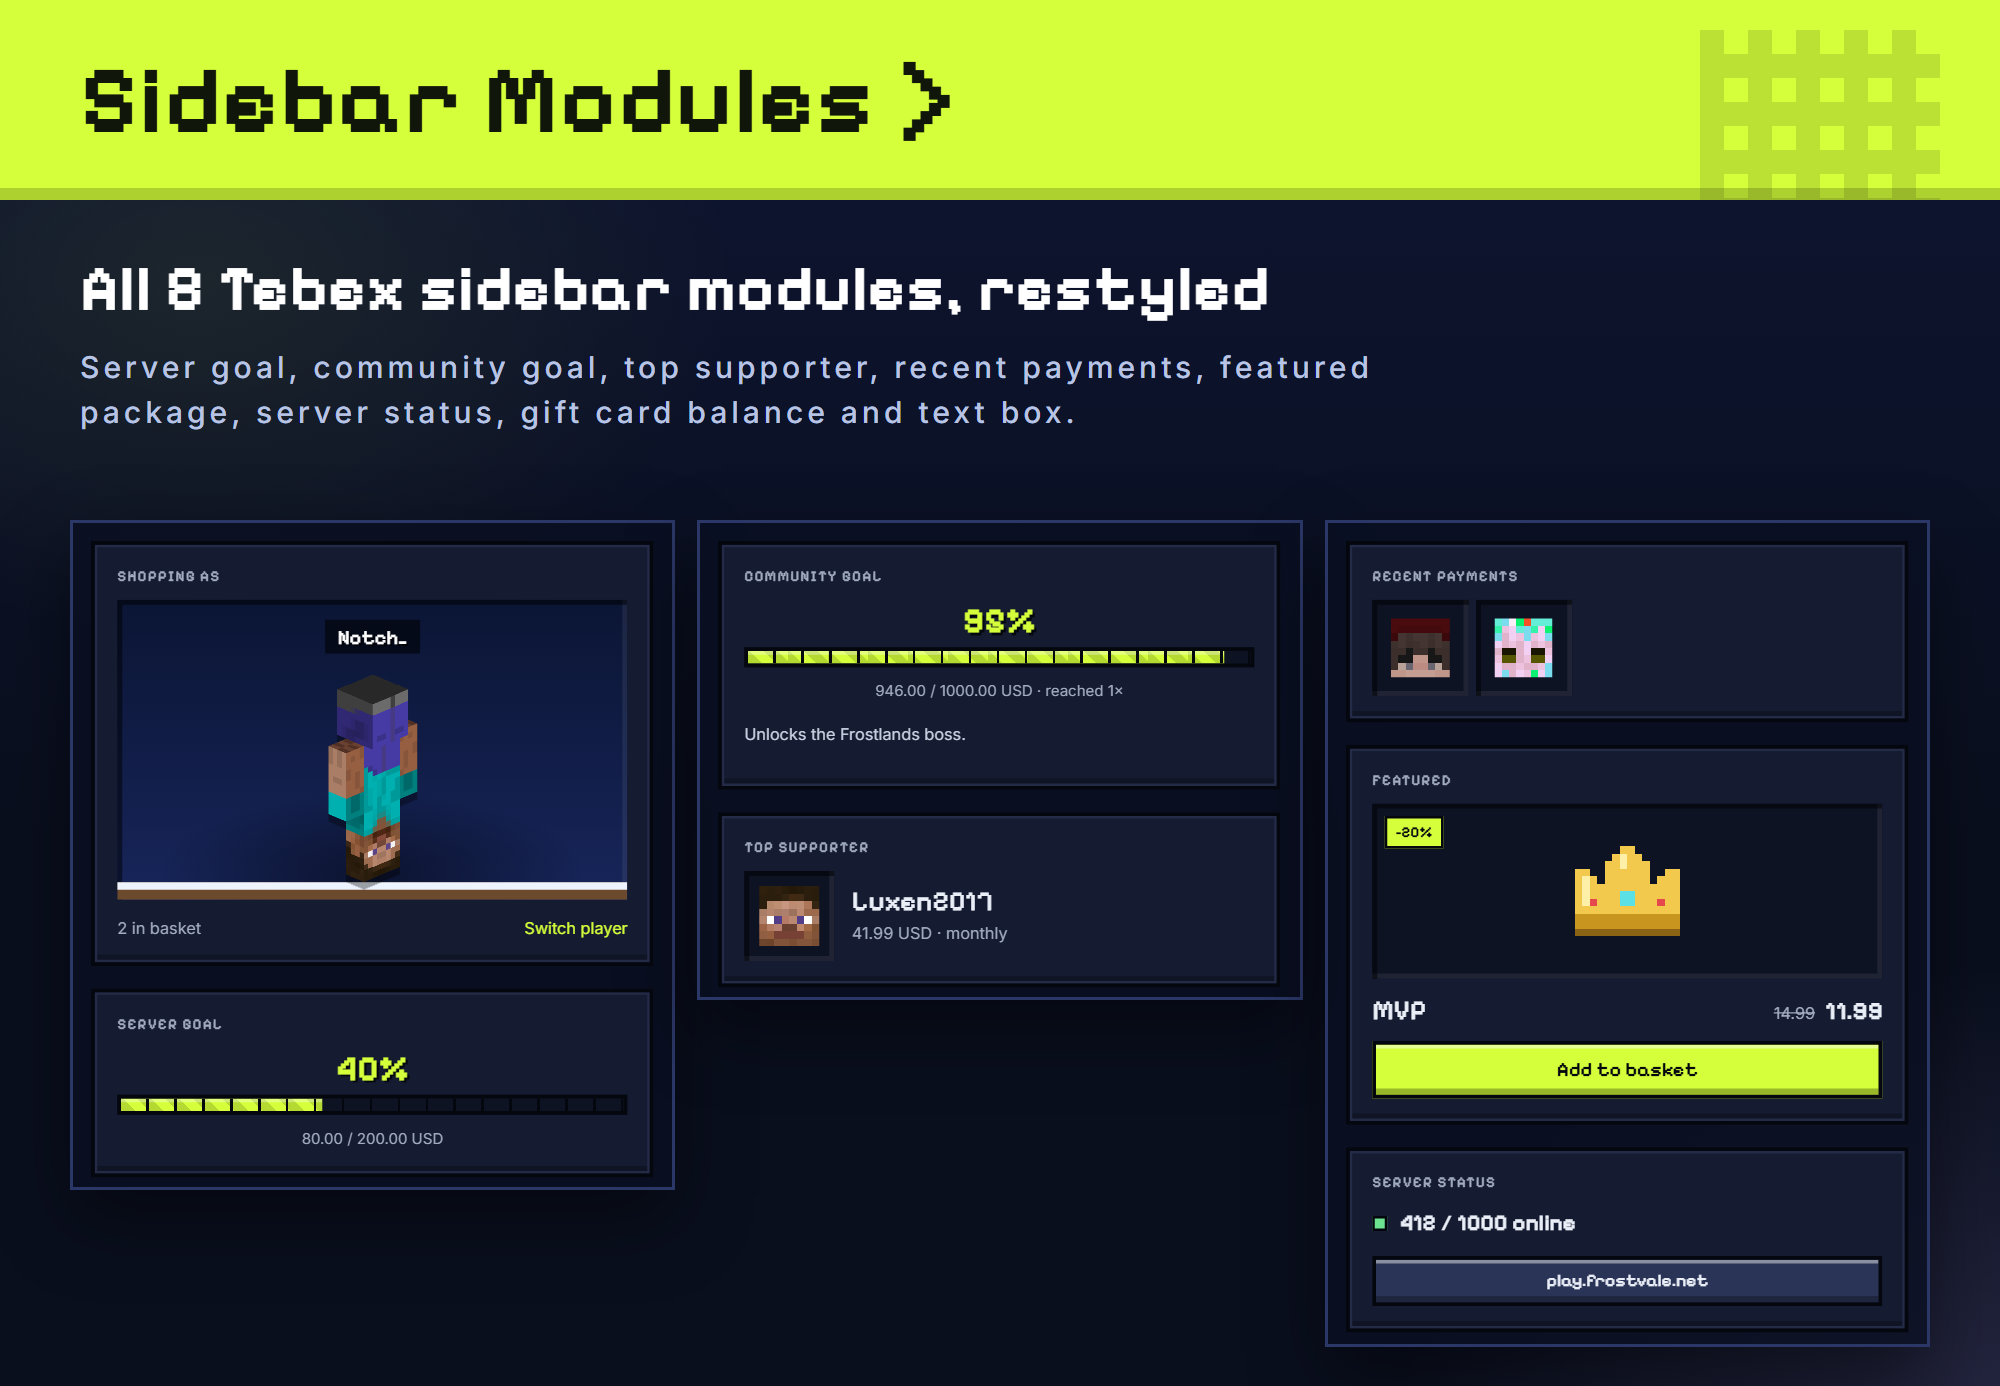 Sidebar Modules >
All 8 Tebex sidebar modules, restyled
Server goal, community goal, top supporter, recent payments, featured
package, server status, gift card balance and text box.
SHOPPING AS
Notch_
2 in basket
Switch player
SERVER GOAL
40%
80.00 / 200.00 USD
COMMUNITY GOAL
98%
946.00 / 1000.00 USD · reached 1×
Unlocks the Frostlands boss.
TOP SUPPORTER
Luxen2017
41.99 USD · monthly
RECENT PAYMENTS
FEATURED
-20%
MVP
14.99 11.99
Add to basket
SERVER STATUS
412 / 1000 online
play.frostvale.net